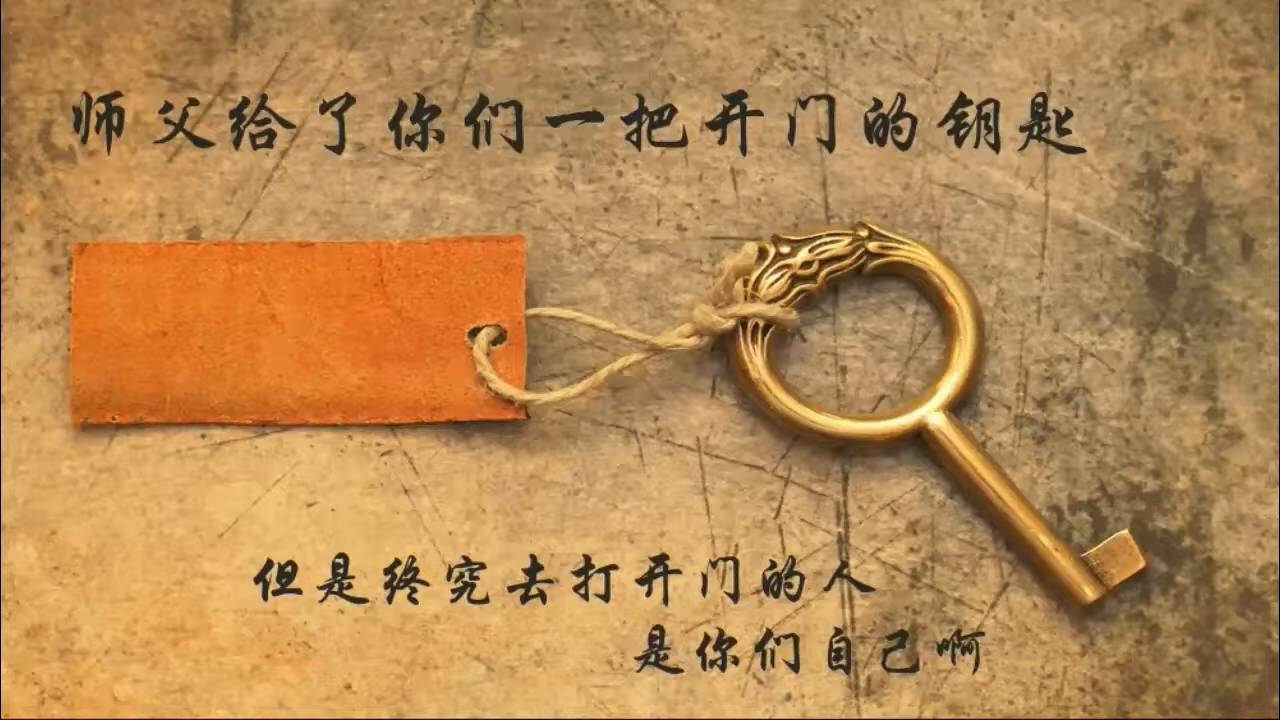 师父给了你们一把开门的钥匙
但是终究去打开门的人
是你们自己啊